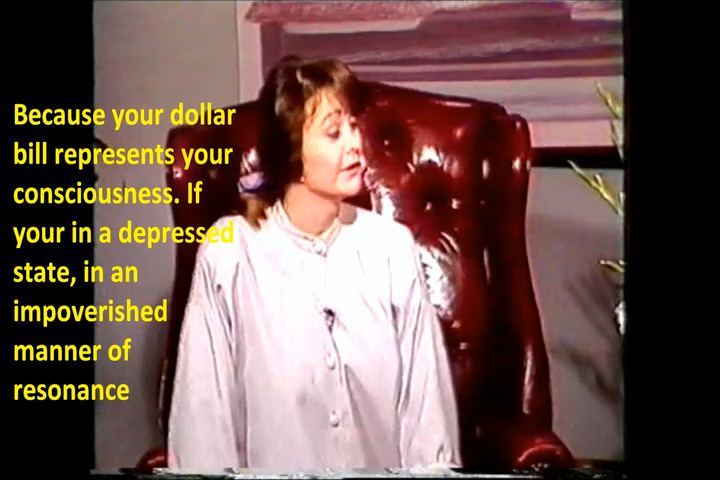 Because your dollar
bill represents your
consciousness. If
your in a depressed
state, in an
impoverished
manner of
resonance